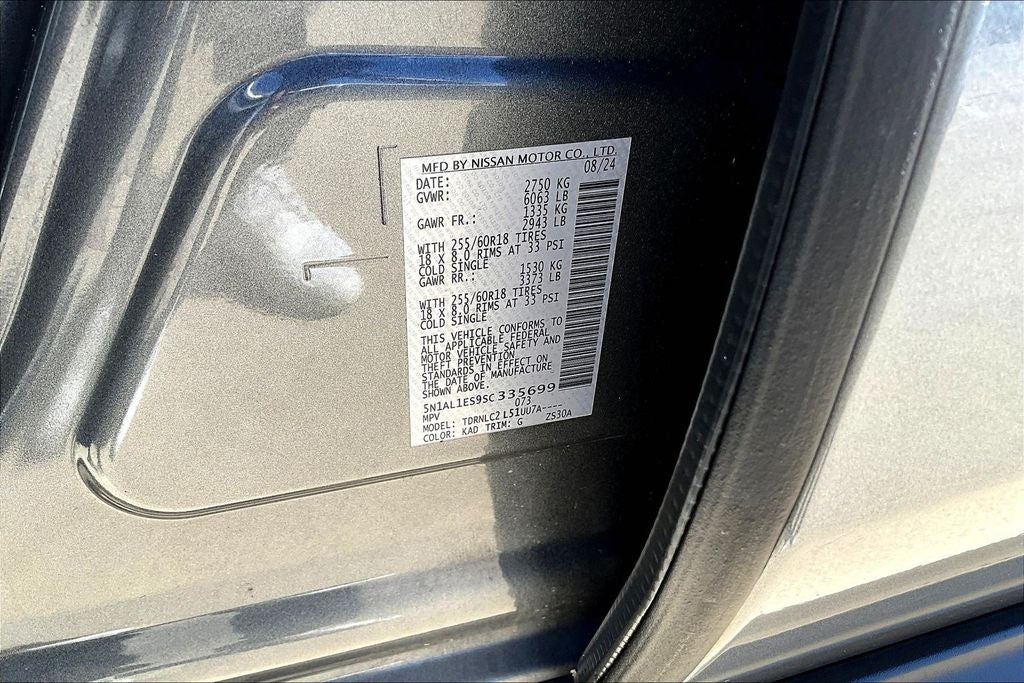 MFD BY NISSAN MOTOR CO., LTD.
DATE: 08/24
GVWR: 2750 KG
6063 LB
GAWR FR.: 1335 KG
2943 LB
WITH 255/60R18 TIRES
18 X 8.0 RIMS AT 33 PSI
COLD SINGLE
GAWR RR.: 1530 KG
3373 LB
WITH 255/60R18 TIRES
18 X 8.0 RIMS AT 33 PSI
COLD SINGLE
THIS VEHICLE CONFORMS TO
ALL APPLICABLE FEDERAL
MOTOR VEHICLE SAFETY AND
THEFT PREVENTION
STANDARDS IN EFFECT ON
THE DATE OF MANUFACTURE
SHOWN ABOVE.
5N1AL1ES9SC335699
MPV 073
MODEL: TDRNLC2 L51UU7A----
COLOR: KAD TRIM: G ZS30A